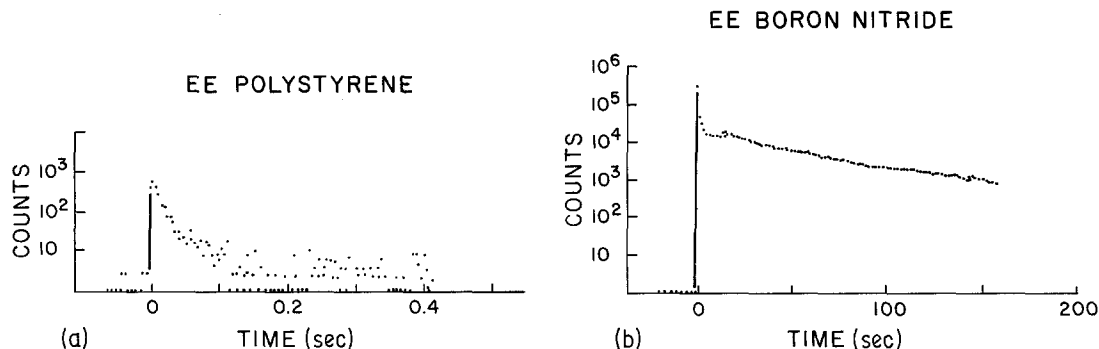 EE POLYSTYRENE
COUNTS
10³
10²
10
0
0.2
0.4
(a)
TIME (sec)
EE BORON NITRIDE
COUNTS
10⁶
10⁵
10⁴
10³
10²
10
0
100
200
(b)
TIME (sec)